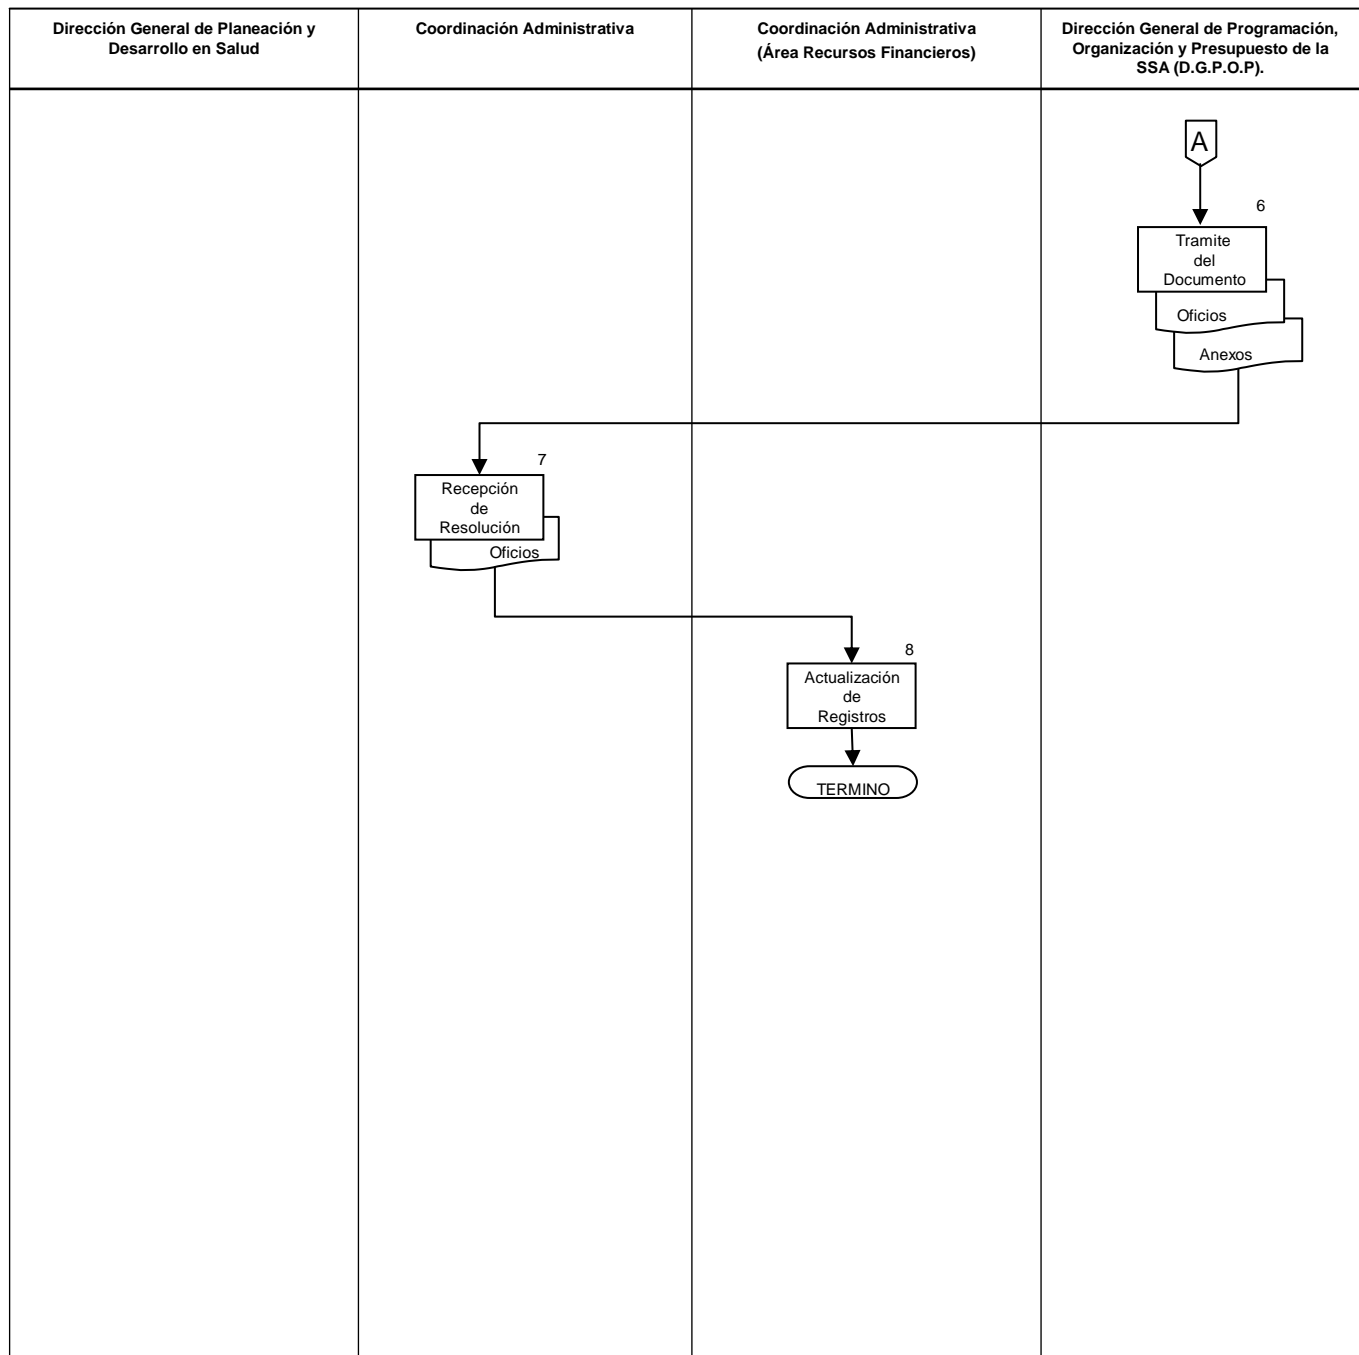 Dirección General de Planeación y
Desarrollo en Salud
Coordinación Administrativa
Coordinación Administrativa
(Área Recursos Financieros)
Dirección General de Programación,
Organización y Presupuesto de la
SSA (D.G.P.O.P).
A
6
Tramite
del
Documento
Oficios
Anexos
7
Recepción
de
Resolución
Oficios
8
Actualización
de
Registros
TERMINO